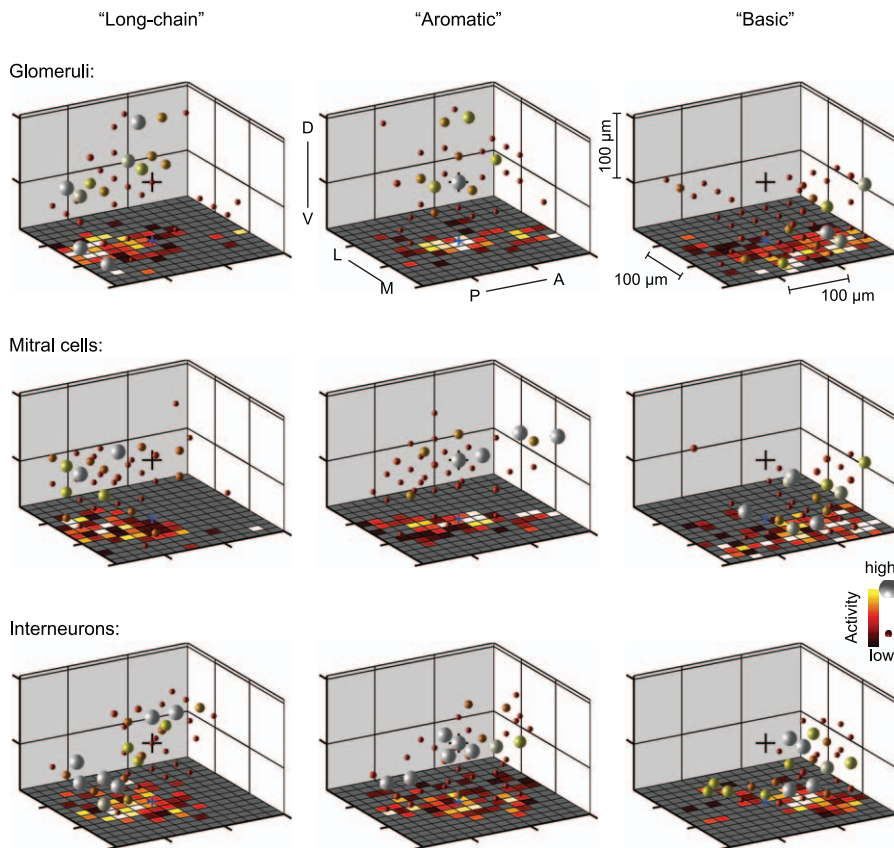 “Long-chain”
“Aromatic”
“Basic”
Glomeruli:
D
V
L
M
P
A
100 µm
100 µm
100 µm
Mitral cells:
high
Activity
low
Interneurons: